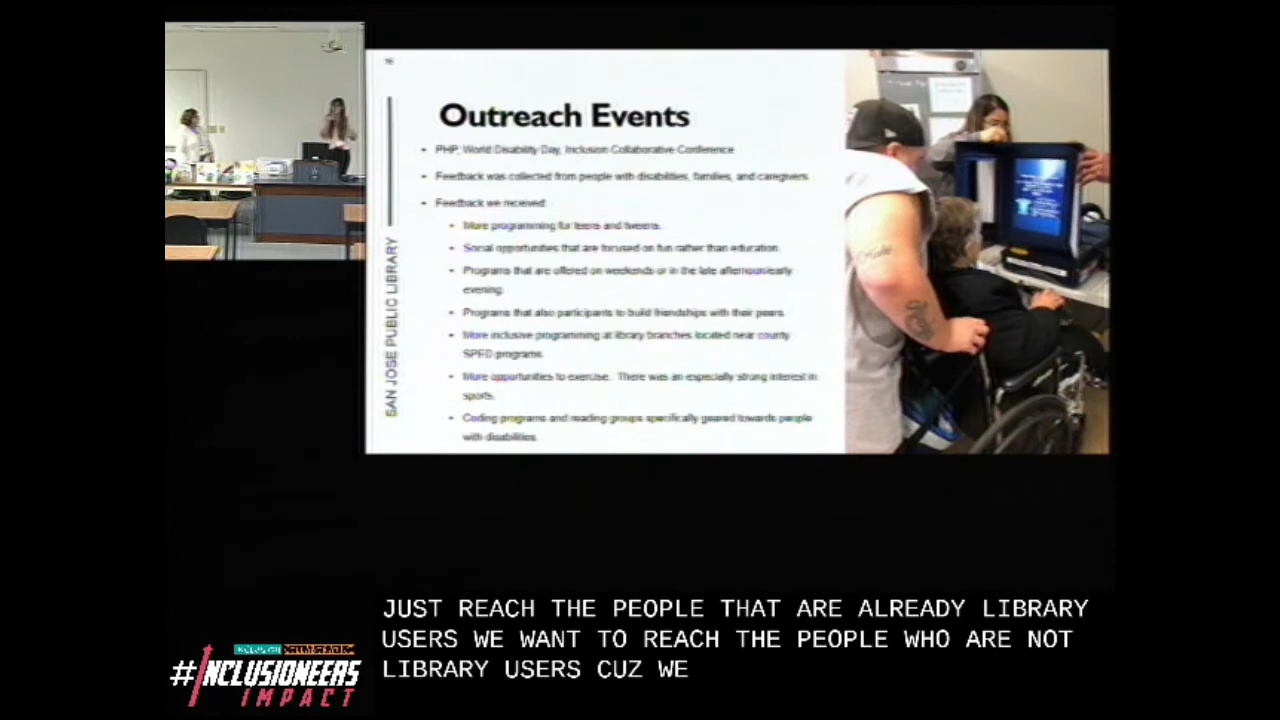 16
Outreach Events
• PHP, World Disability Day, Inclusion Collaborative Conference
• Feedback was collected from people with disabilities, families, and caregivers.
• Feedback we received:
• More programming for teens and tweens.
• Social opportunities that are focused on fun rather than education.
• Programs that are offered on weekends or in the late afternoon/early
evening.
• Programs that also participants to build friendships with their peers.
• More inclusive programming at library branches located near county
SPED programs.
• More opportunities to exercise. There was an especially strong interest in
sports.
• Coding programs and reading groups specifically geared towards people
with disabilities.
SAN JOSE PUBLIC LIBRARY
JUST REACH THE PEOPLE THAT ARE ALREADY LIBRARY
USERS WE WANT TO REACH THE PEOPLE WHO ARE NOT
LIBRARY USERS CUZ WE
INCLUSION COLLABORATIVE
#INCLUSIONEERS
IMPACT